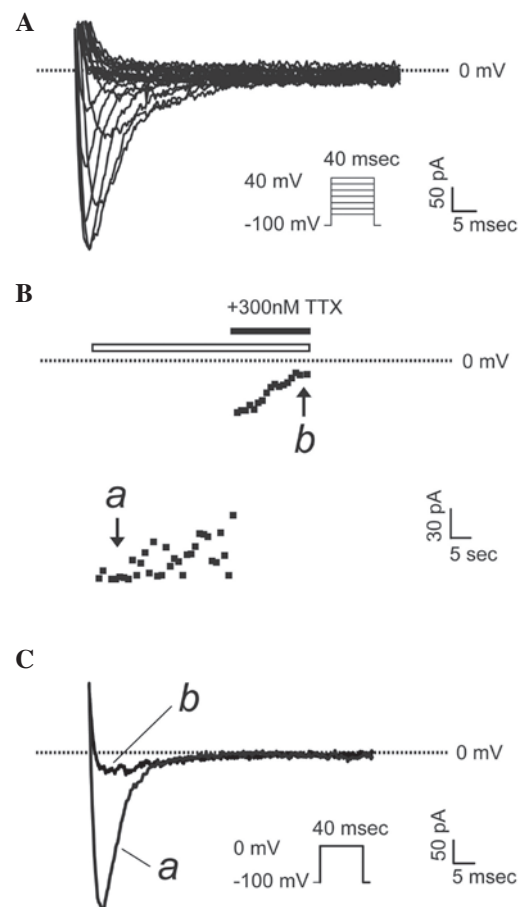 A
0 mV
40 msec
40 mV
-100 mV
50 pA
5 msec
B
+300nM TTX
0 mV
b
a
30 pA
5 sec
C
b
0 mV
40 msec
0 mV
-100 mV
a
50 pA
5 msec